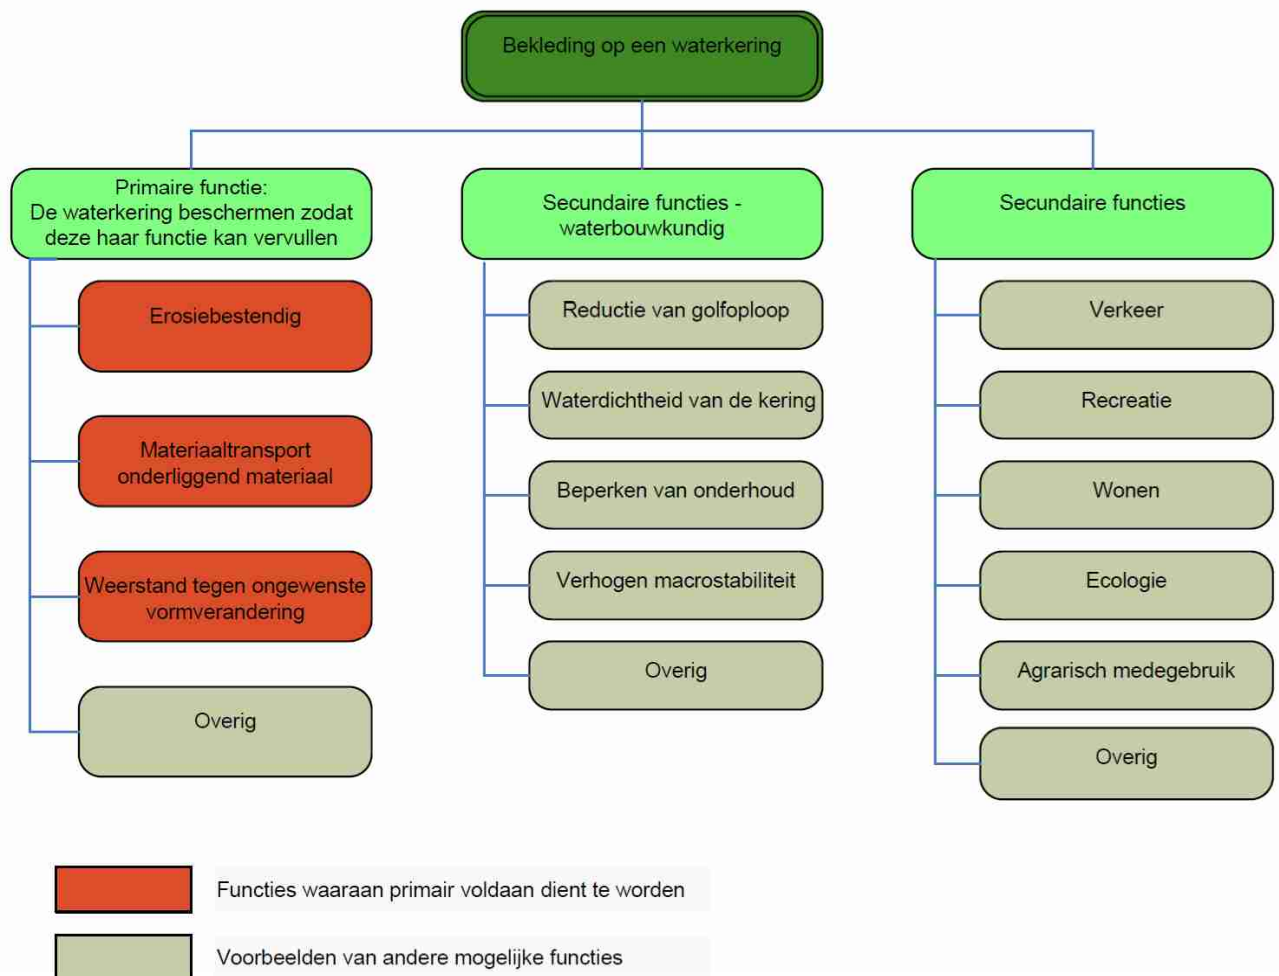 Bekleding op een waterkering
Primaire functie:
De waterkering beschermen zodat
deze haar functie kan vervullen
Erosiebestendig
Materiaaltransport
onderliggend materiaal
Weerstand tegen ongewenste
vormverandering
Overig
Secundaire functies -
waterbouwkundig
Reductie van golfoploop
Waterdichtheid van de kering
Beperken van onderhoud
Verhogen macrostabiliteit
Overig
Secundaire functies
Verkeer
Recreatie
Wonen
Ecologie
Agrarisch medegebruik
Overig
Functies waaraan primair voldaan dient te worden
Voorbeelden van andere mogelijke functies